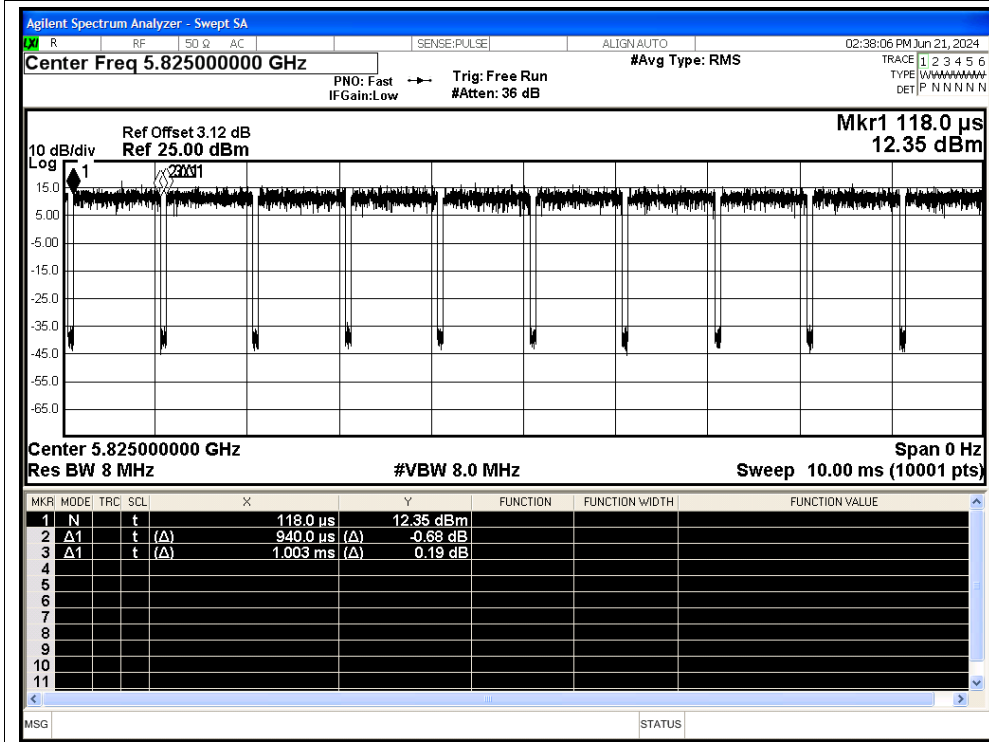 Agilent Spectrum Analyzer - Swept SA
LXI R RF 50 Ω AC SENSE:PULSE ALIGN AUTO 02:38:06 PM Jun 21, 2024
Center Freq 5.825000000 GHz #Avg Type: RMS TRACE 1 2 3 4 5 6
PNO: Fast Trig: Free Run TYPE
IFGain:Low #Atten: 36 dB DET P N N N N N
Mkr1 118.0 µs
Ref Offset 3.12 dB
10 dB/div Ref 25.00 dBm 12.35 dBm
Log
1
15.0
5.00
-5.00
-15.0
-25.0
-35.0
-45.0
-55.0
-65.0
Center 5.825000000 GHz Span 0 Hz
Res BW 8 MHz #VBW 8.0 MHz Sweep 10.00 ms (10001 pts)
MKR MODE TRC SCL X Y FUNCTION FUNCTION WIDTH FUNCTION VALUE
1 N t 118.0 µs 12.35 dBm
2 Δ1 t (Δ) 940.0 µs (Δ) -0.68 dB
3 Δ1 t (Δ) 1.003 ms (Δ) 0.19 dB
4
5
6
7
8
9
10
11
MSG STATUS